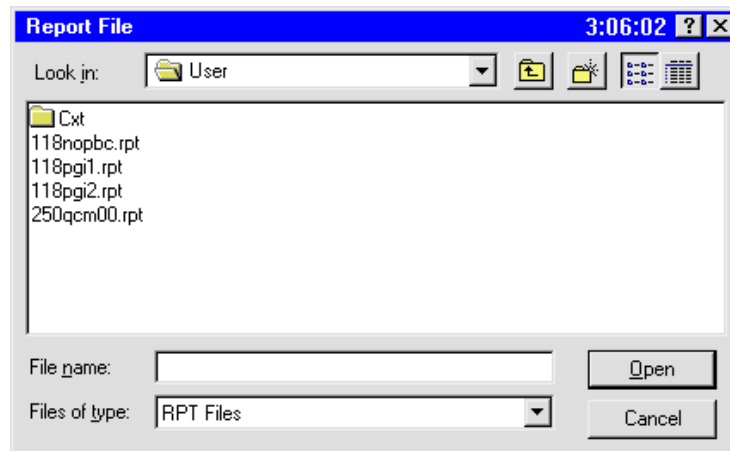 Report File 3:06:02 ? ×
Look in: User
Cxt
118nopbc.rpt
118pgi1.rpt
118pgi2.rpt
250qcm00.rpt
File name: Open
Files of type: RPT Files Cancel